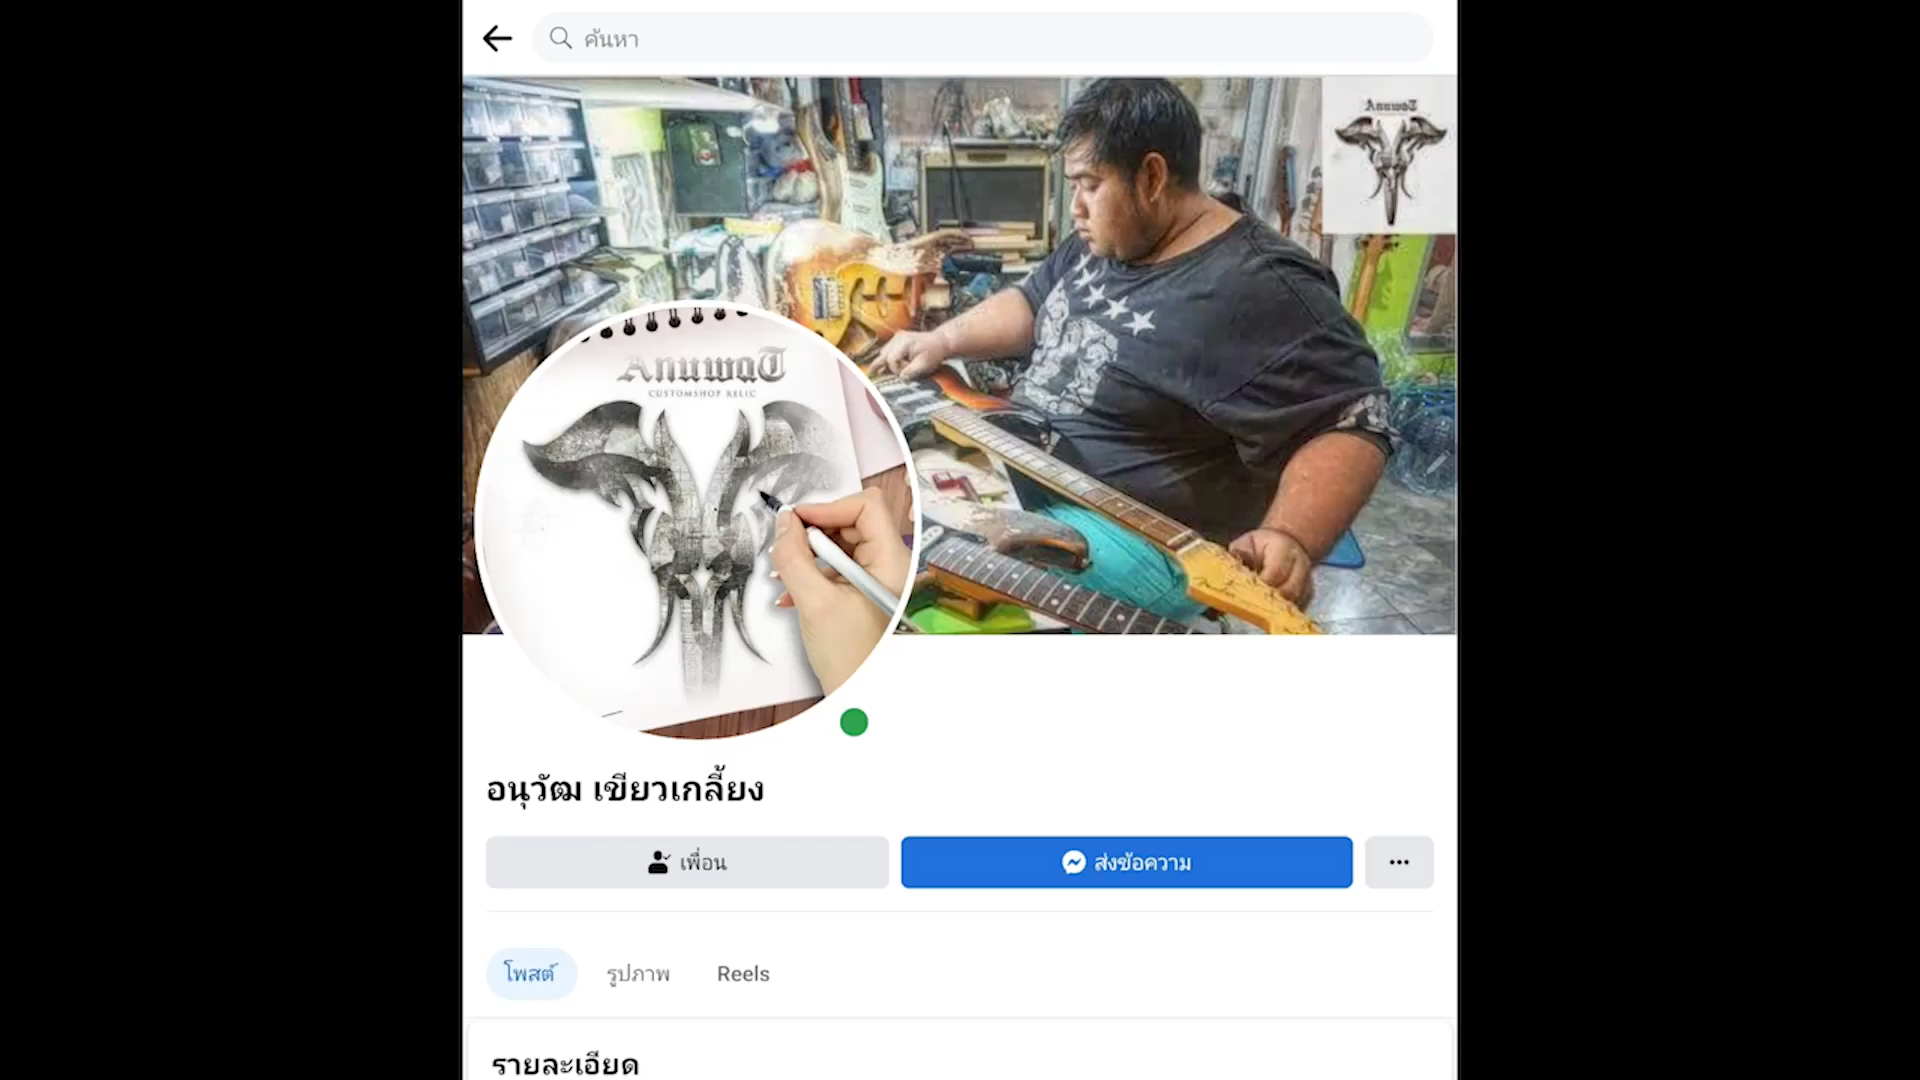 ค้นหา
AnuwaT
AnuwaT
CUSTOMSHOP RELIC
อนุวัฒ เขียวเกลี้ยง
เพื่อน
ส่งข้อความ
โพสต์
รูปภาพ
Reels
รายละเอียด